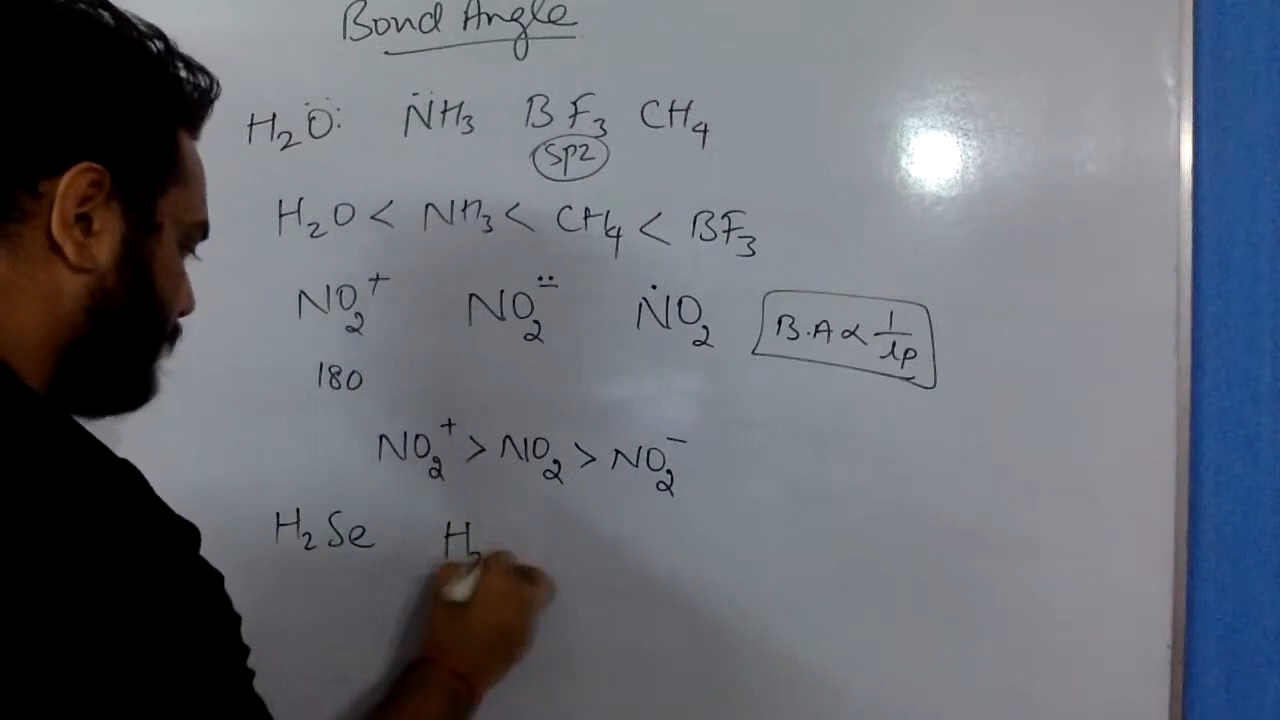 Bond Angle
H₂Ö: N̈H₃ BF₃ CH₄
sp2
H₂O < NH₃ < CH₄ < BF₃
NO₂⁺ NO₂⁻ ṄO₂ B.A ∝ 1/lp
180
NO₂⁺ > NO₂ > NO₂⁻
H₂Se H₂